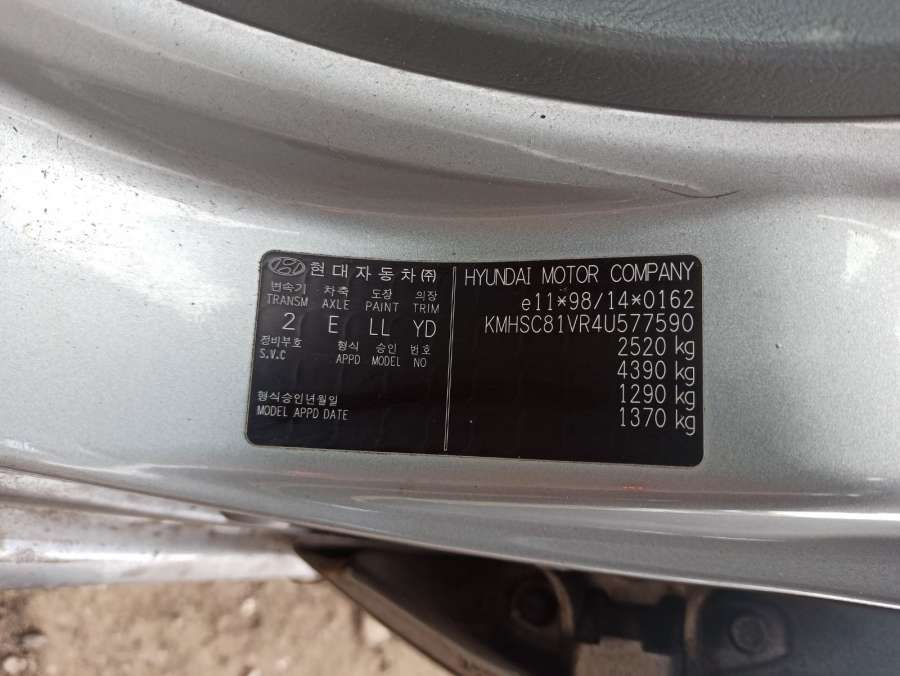 현대자동차㈜
변속기 차축 도장 의장
TRANSM AXLE PAINT TRIM
2 E LL YD
정비부호 형식 승인 번호
S.V.C APPD MODEL NO
형식승인년월일
MODEL APPD DATE
HYUNDAI MOTOR COMPANY
e11*98/14*0162
KMHSC81VR4U577590
2520 kg
4390 kg
1290 kg
1370 kg